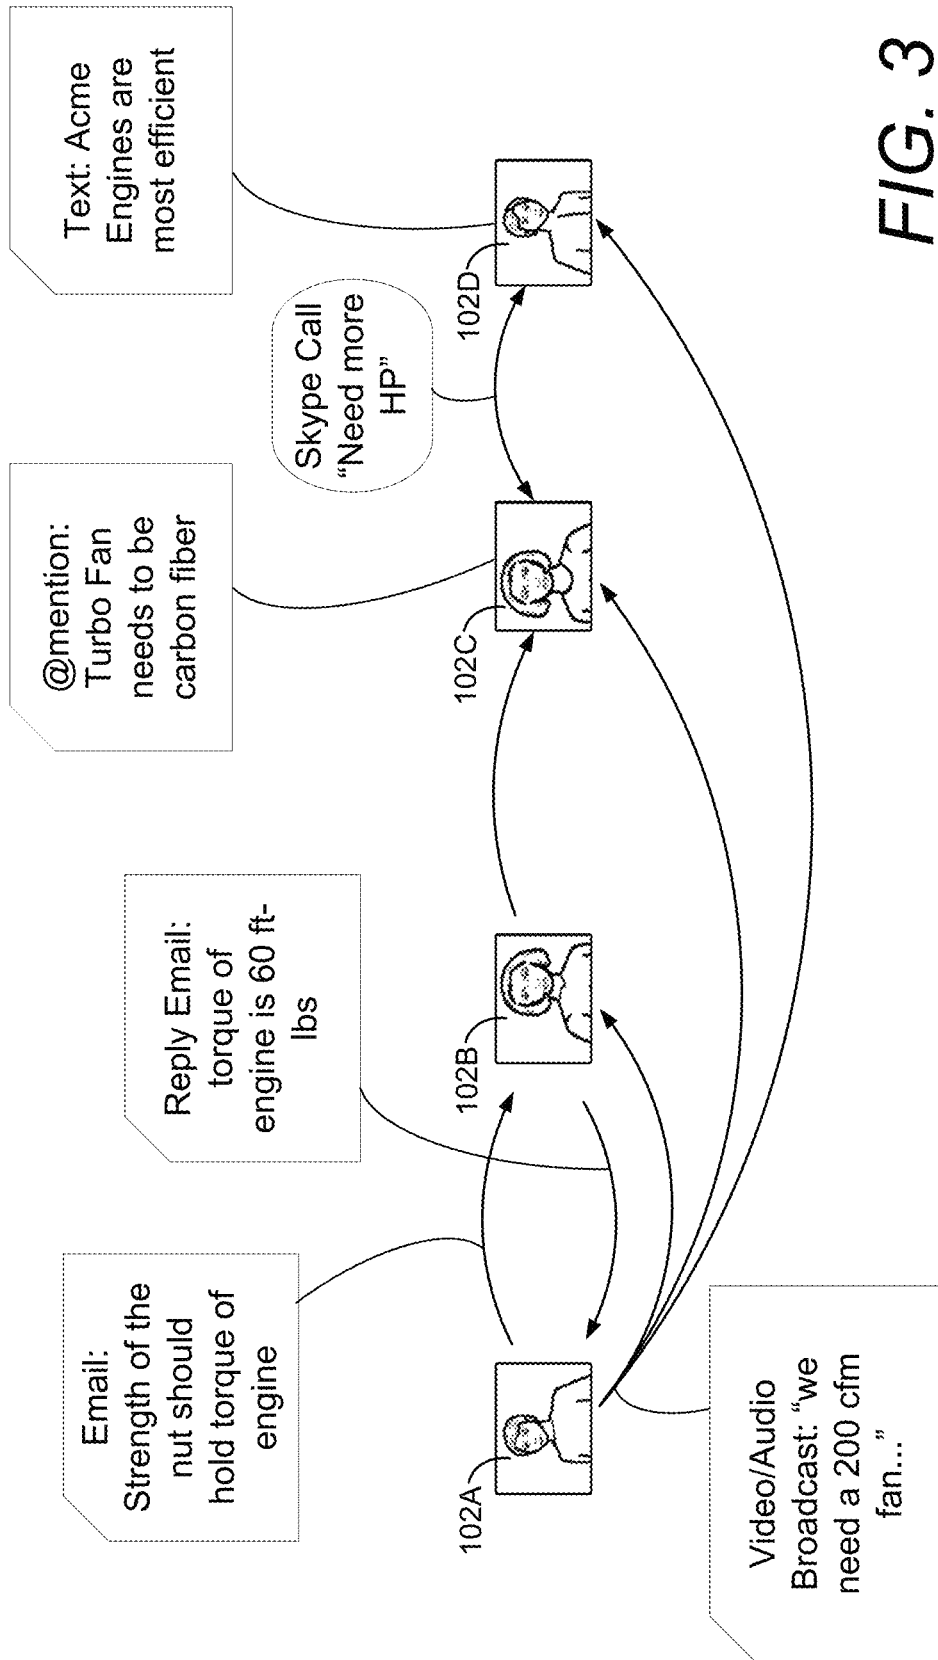 Email:
Strength of the
nut should
hold torque of
engine
Reply Email:
torque of
engine is 60 ft-
lbs
@mention:
Turbo Fan
needs to be
carbon fiber
Text: Acme
Engines are
most efficient
Skype Call
“Need more
HP”
102A
102B
102C
102D
Video/Audio
Broadcast: “we
need a 200 cfm
fan...”
FIG. 3